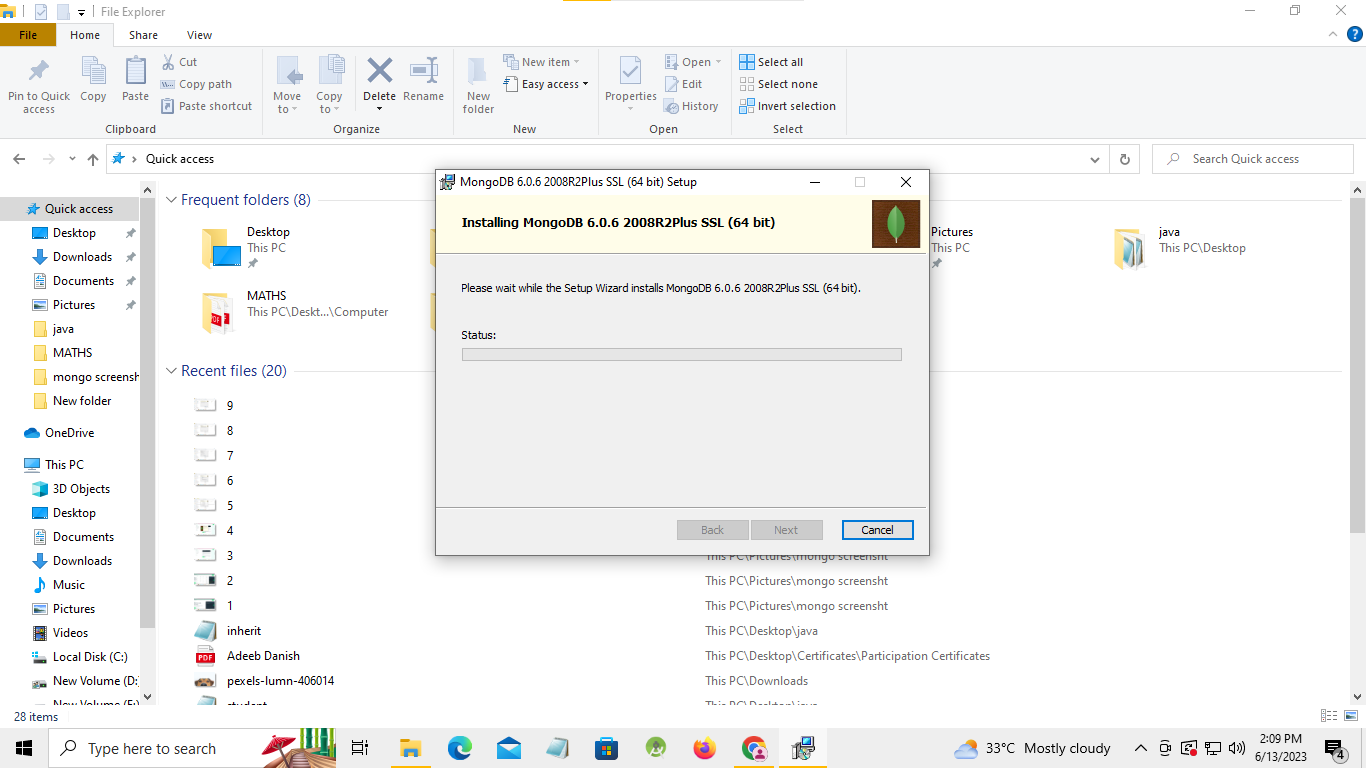 File Explorer
File
Home
Share
View
Pin to Quick access
Copy
Paste
Cut
Copy path
Paste shortcut
Clipboard
Move to
Copy to
Delete
Rename
Organize
New folder
New item
Easy access
New
Properties
Open
Edit
History
Open
Select all
Select none
Invert selection
Select
Quick access
Search Quick access
Quick access
Desktop
Downloads
Documents
Pictures
java
MATHS
mongo screensh
New folder
OneDrive
This PC
3D Objects
Desktop
Documents
Downloads
Music
Pictures
Videos
Local Disk (C:)
New Volume (D:
Frequent folders (8)
Desktop
This PC
Pictures
This PC
java
This PC\Desktop
MATHS
This PC\Deskt...\Computer
Recent files (20)
9
8
7
6
5
4
3
This PC\Pictures\mongo screensht
2
This PC\Pictures\mongo screensht
1
This PC\Pictures\mongo screensht
inherit
This PC\Desktop\java
PDF
Adeeb Danish
This PC\Desktop\Certificates\Participation Certificates
pexels-lumn-406014
This PC\Downloads
student
This PC\Desktop\java
MongoDB 6.0.6 2008R2Plus SSL (64 bit) Setup
Installing MongoDB 6.0.6 2008R2Plus SSL (64 bit)
Please wait while the Setup Wizard installs MongoDB 6.0.6 2008R2Plus SSL (64 bit).
Status:
Back
Next
Cancel
28 items
Type here to search
33°C Mostly cloudy
2:09 PM
6/13/2023
4